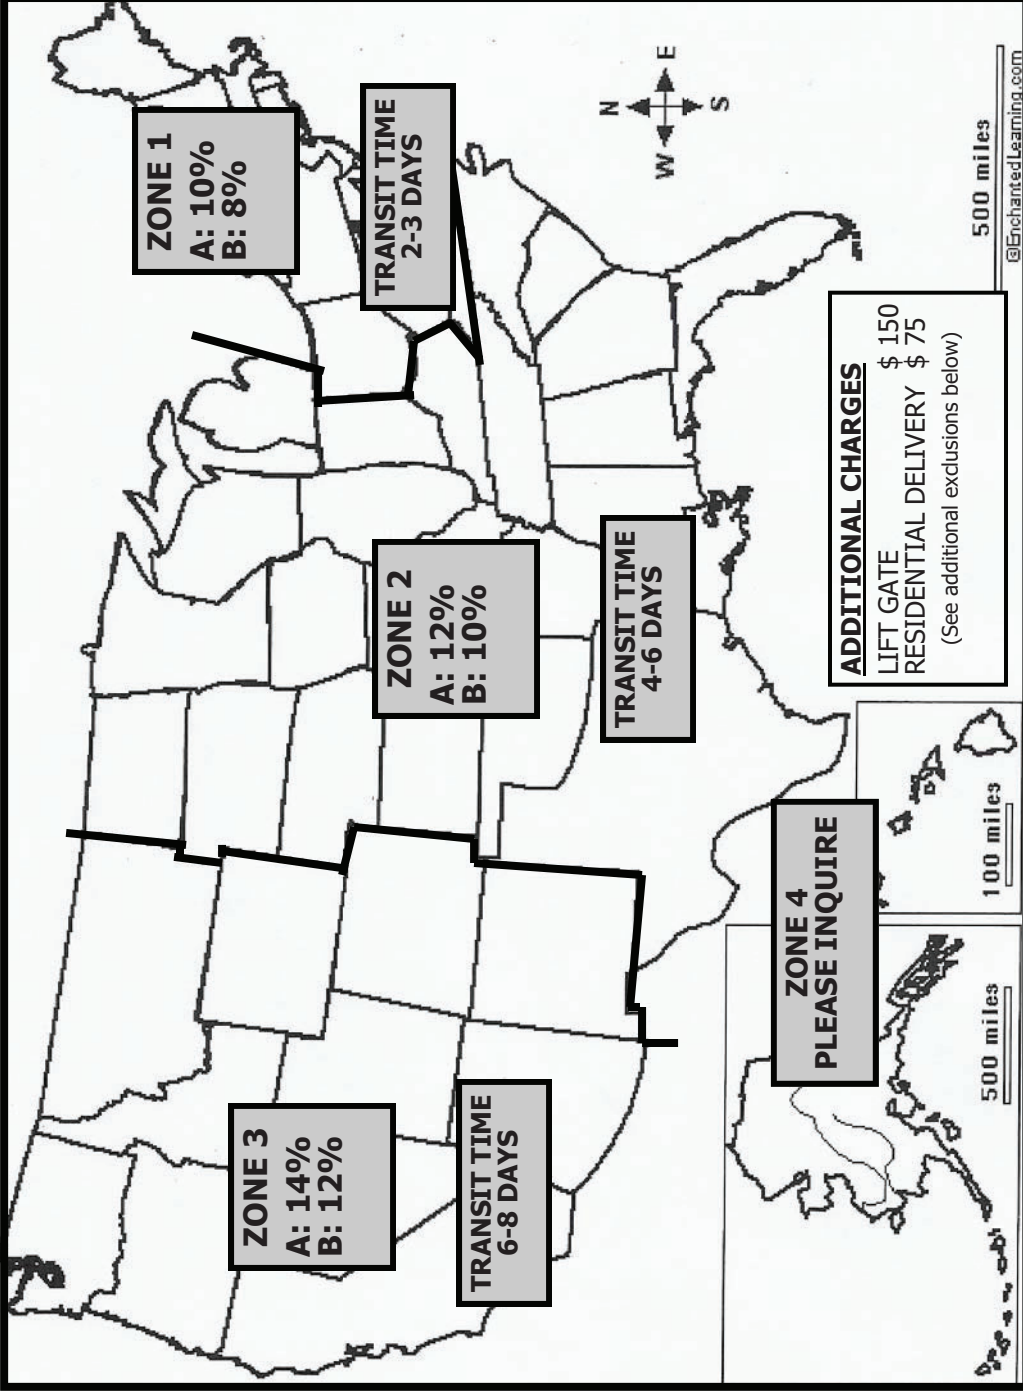 ZONE 3
A: 14%
B: 12%
TRANSIT TIME
6-8 DAYS
ZONE 2
A: 12%
B: 10%
TRANSIT TIME
4-6 DAYS
ZONE 1
A: 10%
B: 8%
TRANSIT TIME
2-3 DAYS
N
W E
S
ZONE 4
PLEASE INQUIRE
500 miles
100 miles
ADDITIONAL CHARGES
LIFT GATE $ 150
RESIDENTIAL DELIVERY $ 75
(See additional exclusions below)
500 miles
©EnchantedLearning.com